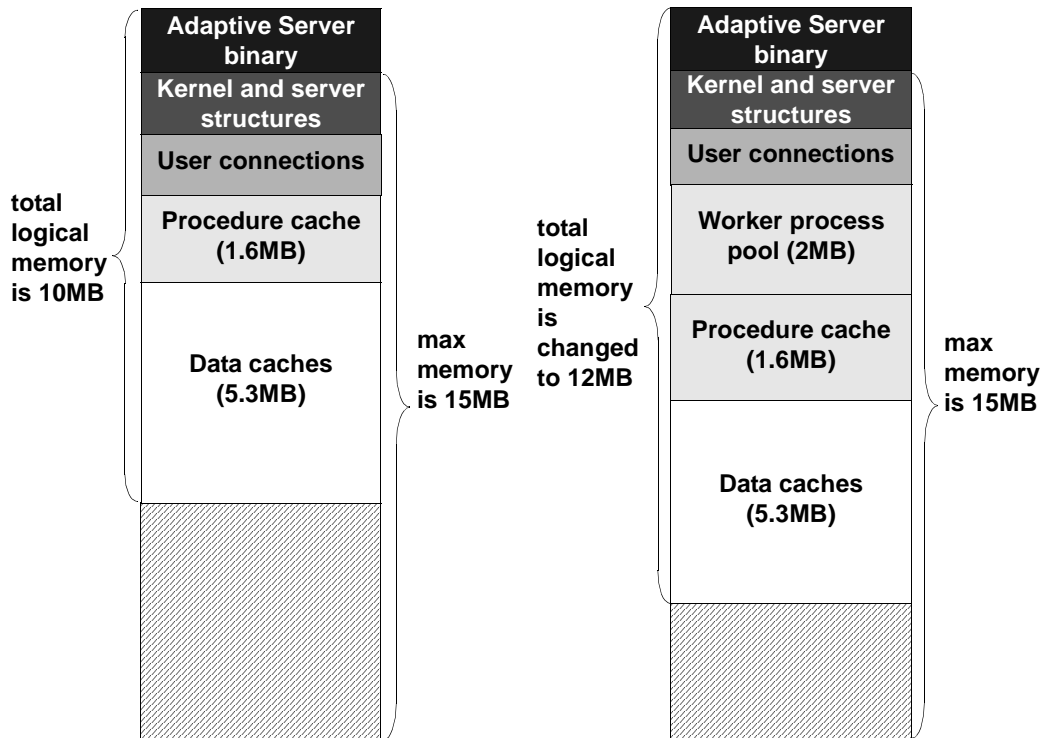 Adaptive Server
binary
Kernel and server
structures
User connections
Procedure cache
(1.6MB)
Data caches
(5.3MB)
total
logical
memory
is 10MB
max
memory
is 15MB
Adaptive Server
binary
Kernel and server
structures
User connections
Worker process
pool (2MB)
Procedure cache
(1.6MB)
Data caches
(5.3MB)
total
logical
memory
is
changed
to 12MB
max
memory
is 15MB